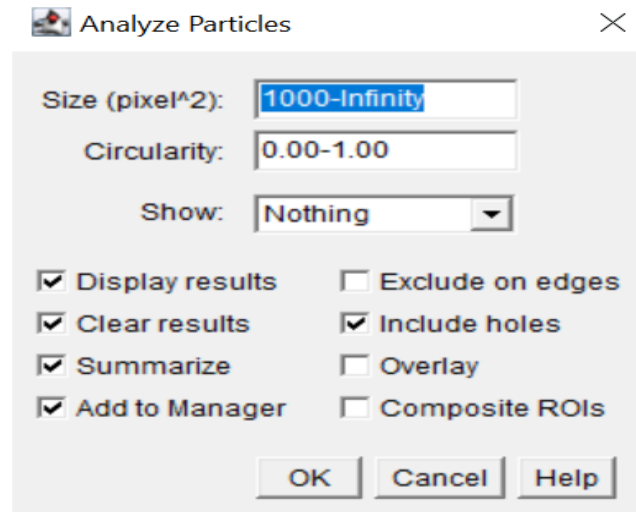 Analyze Particles
Size (pixel^2): 1000-Infinity
Circularity: 0.00-1.00
Show: Nothing
Display results Exclude on edges
Clear results Include holes
Summarize Overlay
Add to Manager Composite ROIs
OK Cancel Help